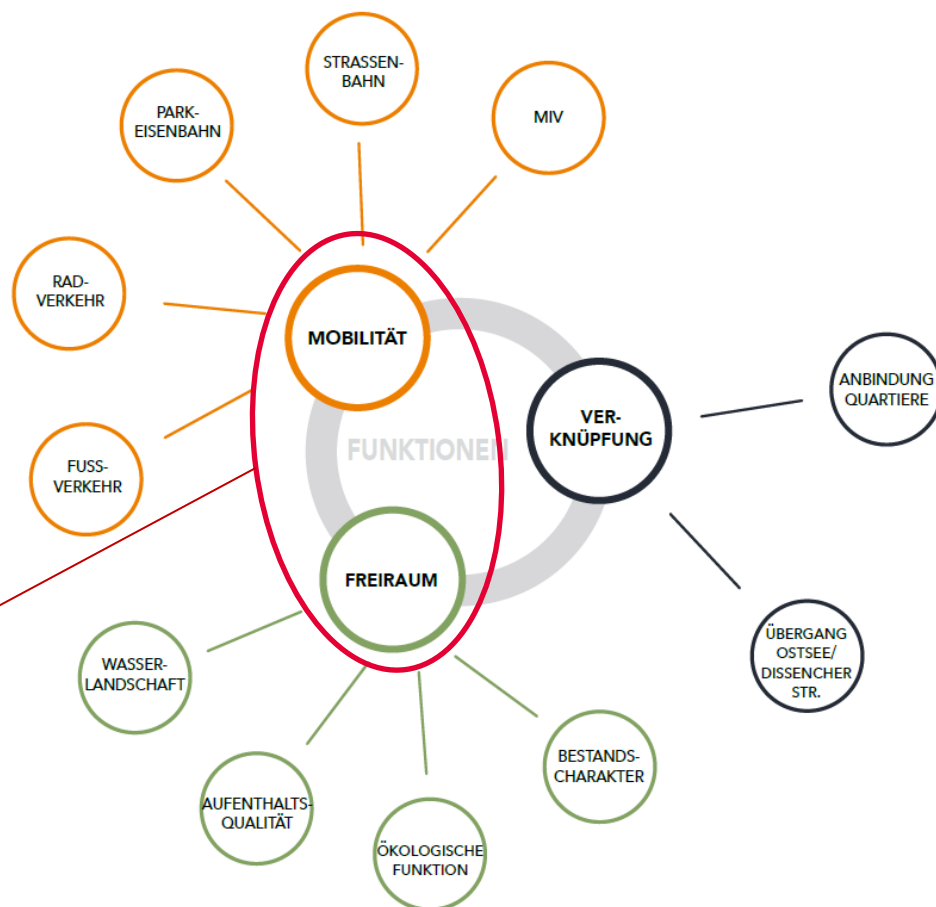 STRASSEN-
BAHN
PARK-
EISENBAHN
MIV
RAD-
VERKEHR
MOBILITÄT
FUSS-
VERKEHR
FUNKTIONEN
VER-
KNÜPFUNG
ANBINDUNG
QUARTIERE
FREIRAUM
ÜBERGANG
OSTSEE/
DISSENCHER
STR.
WASSER-
LANDSCHAFT
AUFENTHALTS-
QUALITÄT
ÖKOLOGISCHE
FUNKTION
BESTANDS-
CHARAKTER